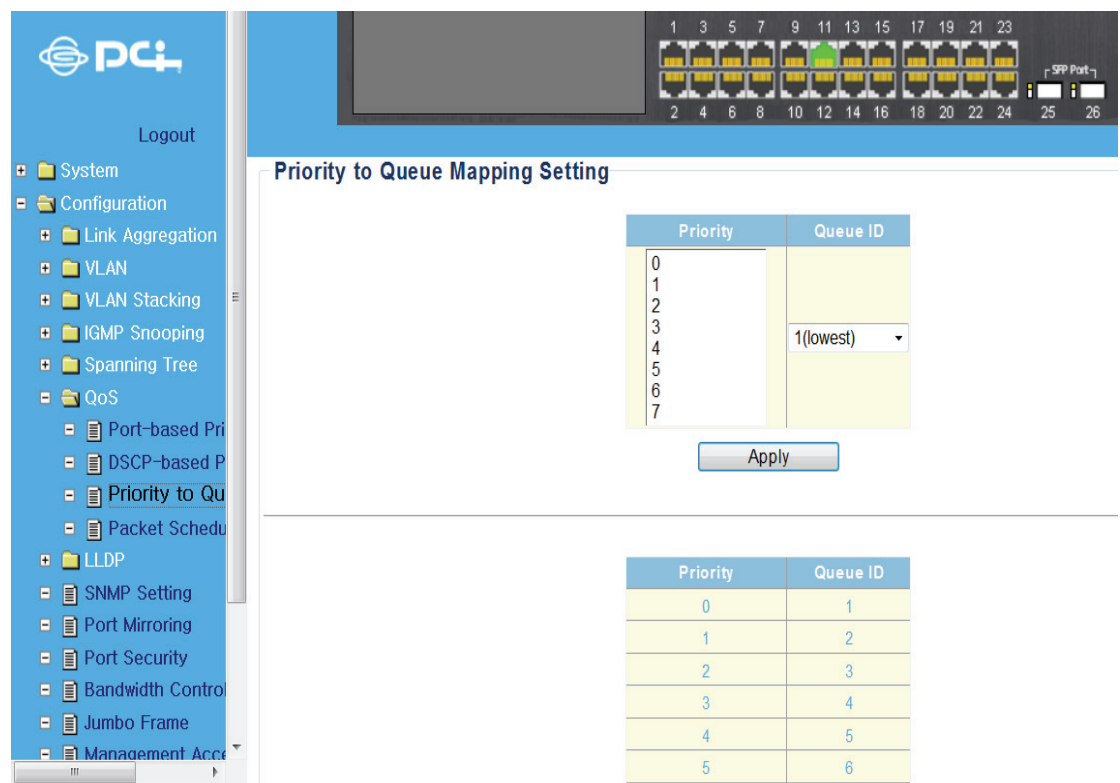 PCi
Logout
System
Configuration
Link Aggregation
VLAN
VLAN Stacking
IGMP Snooping
Spanning Tree
QoS
Port-based Pri
DSCP-based P
Priority to Qu
Packet Schedu
LLDP
SNMP Setting
Port Mirroring
Port Security
Bandwidth Control
Jumbo Frame
Management Acce
1 3 5 7 9 11 13 15 17 19 21 23
SFP Port
2 4 6 8 10 12 14 16 18 20 22 24 25 26
Priority to Queue Mapping Setting
Priority Queue ID
0
1
2
3
4
5
6
7
1(lowest)
Apply
Priority Queue ID
0 1
1 2
2 3
3 4
4 5
5 6